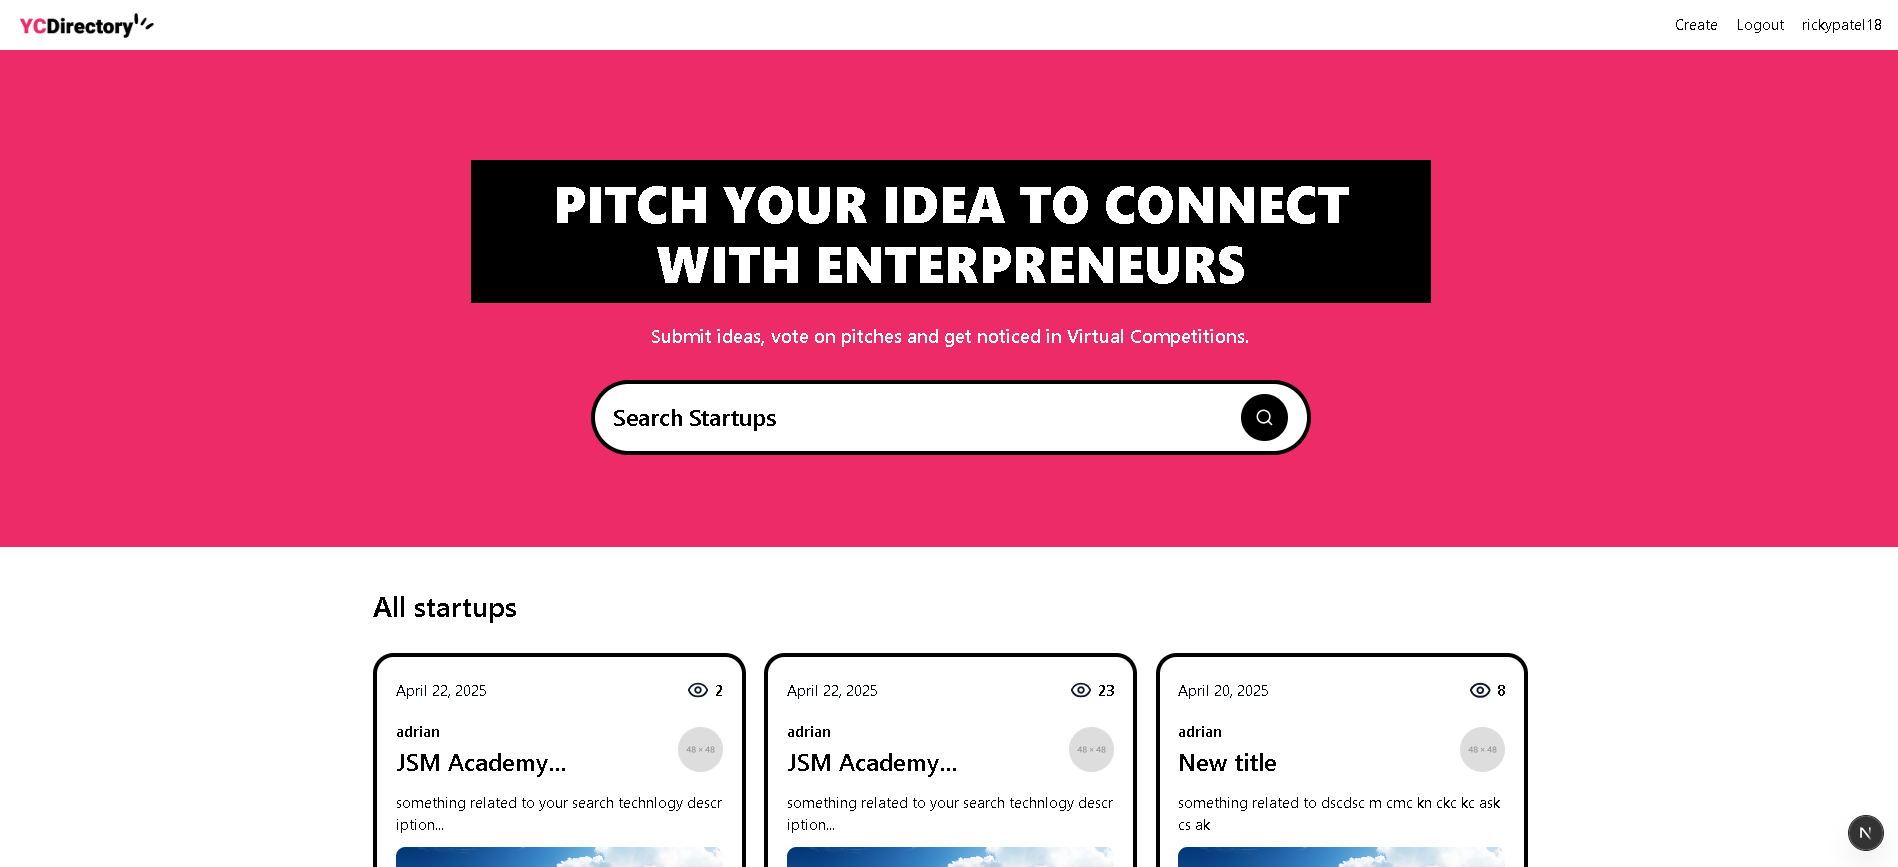 YCDirectory
Create Logout rickypatel18
PITCH YOUR IDEA TO CONNECT
WITH ENTERPRENEURS
Submit ideas, vote on pitches and get noticed in Virtual Competitions.
Search Startups
All startups
April 22, 2025 2
adrian
JSM Academy...
48 × 48
something related to your search technlogy descr
iption...
April 22, 2025 23
adrian
JSM Academy...
48 × 48
something related to your search technlogy descr
iption...
April 20, 2025 8
adrian
New title
48 × 48
something related to dscdsc m cmc kn ckc kc ask
cs ak
N